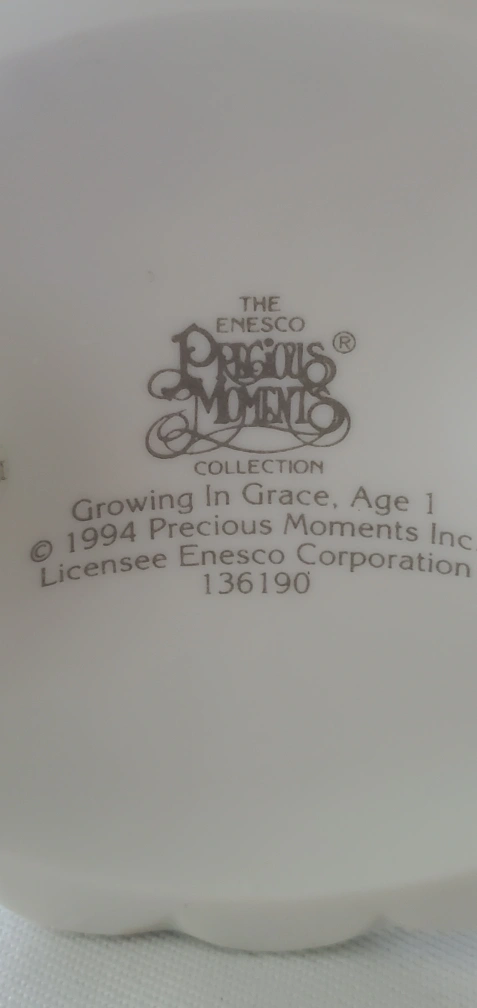 THE
ENESCO
PRECIOUS ®
MOMENTS
COLLECTION
Growing In Grace, Age 1
© 1994 Precious Moments Inc
Licensee Enesco Corporation
136190